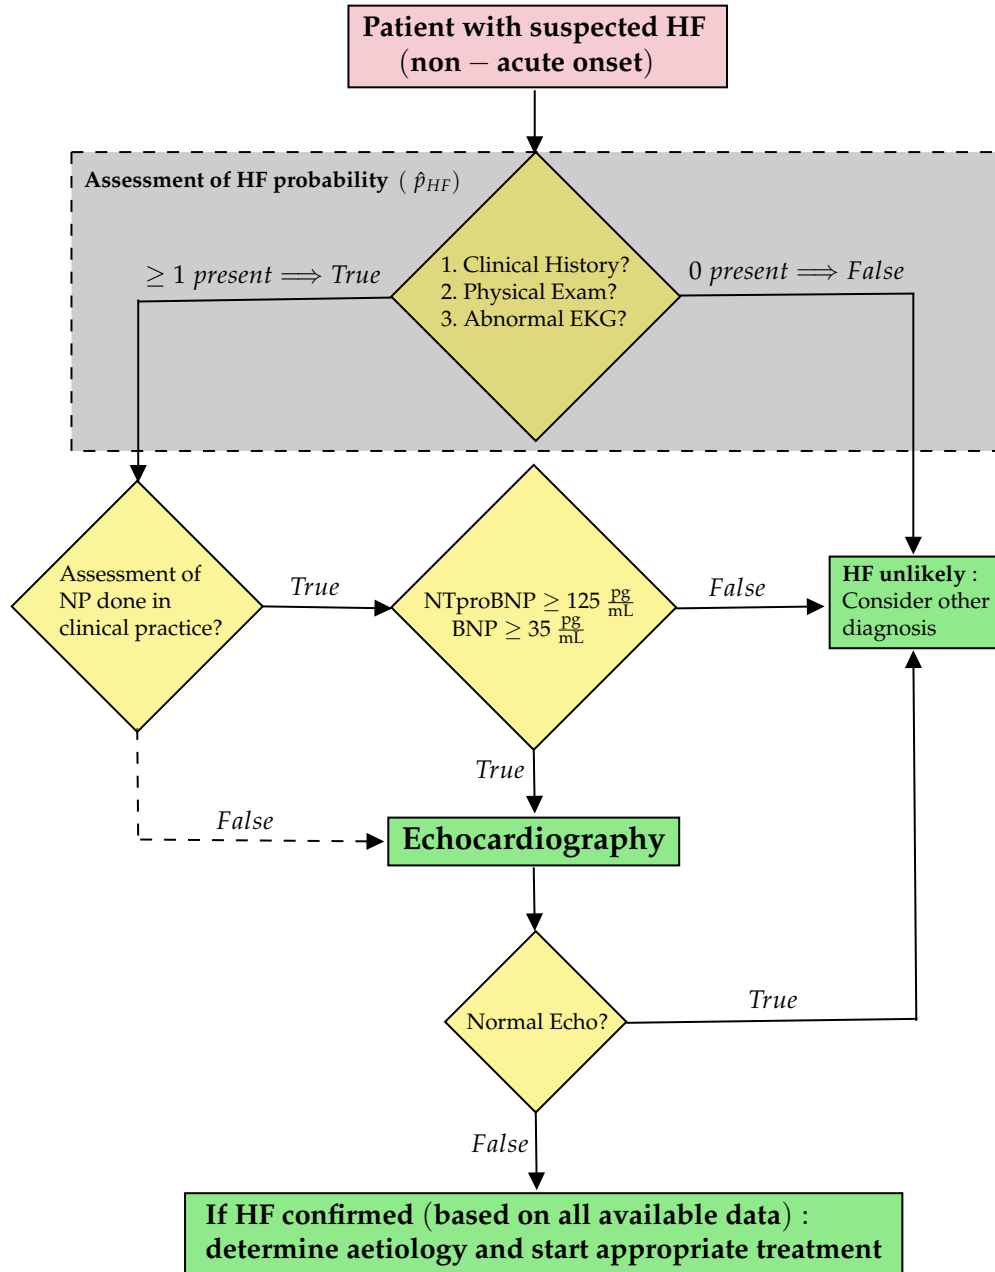 Patient with suspected HF
(non − acute onset)
Assessment of HF probability ( p̂HF)
≥ 1 present ⟹ True
1. Clinical History?
2. Physical Exam?
3. Abnormal EKG?
0 present ⟹ False
Assessment of
NP done in
clinical practice?
True
NTproBNP ≥ 125 pg/mL
BNP ≥ 35 pg/mL
False
HF unlikely :
Consider other
diagnosis
True
False
Echocardiography
Normal Echo?
True
False
If HF confirmed (based on all available data) :
determine aetiology and start appropriate treatment